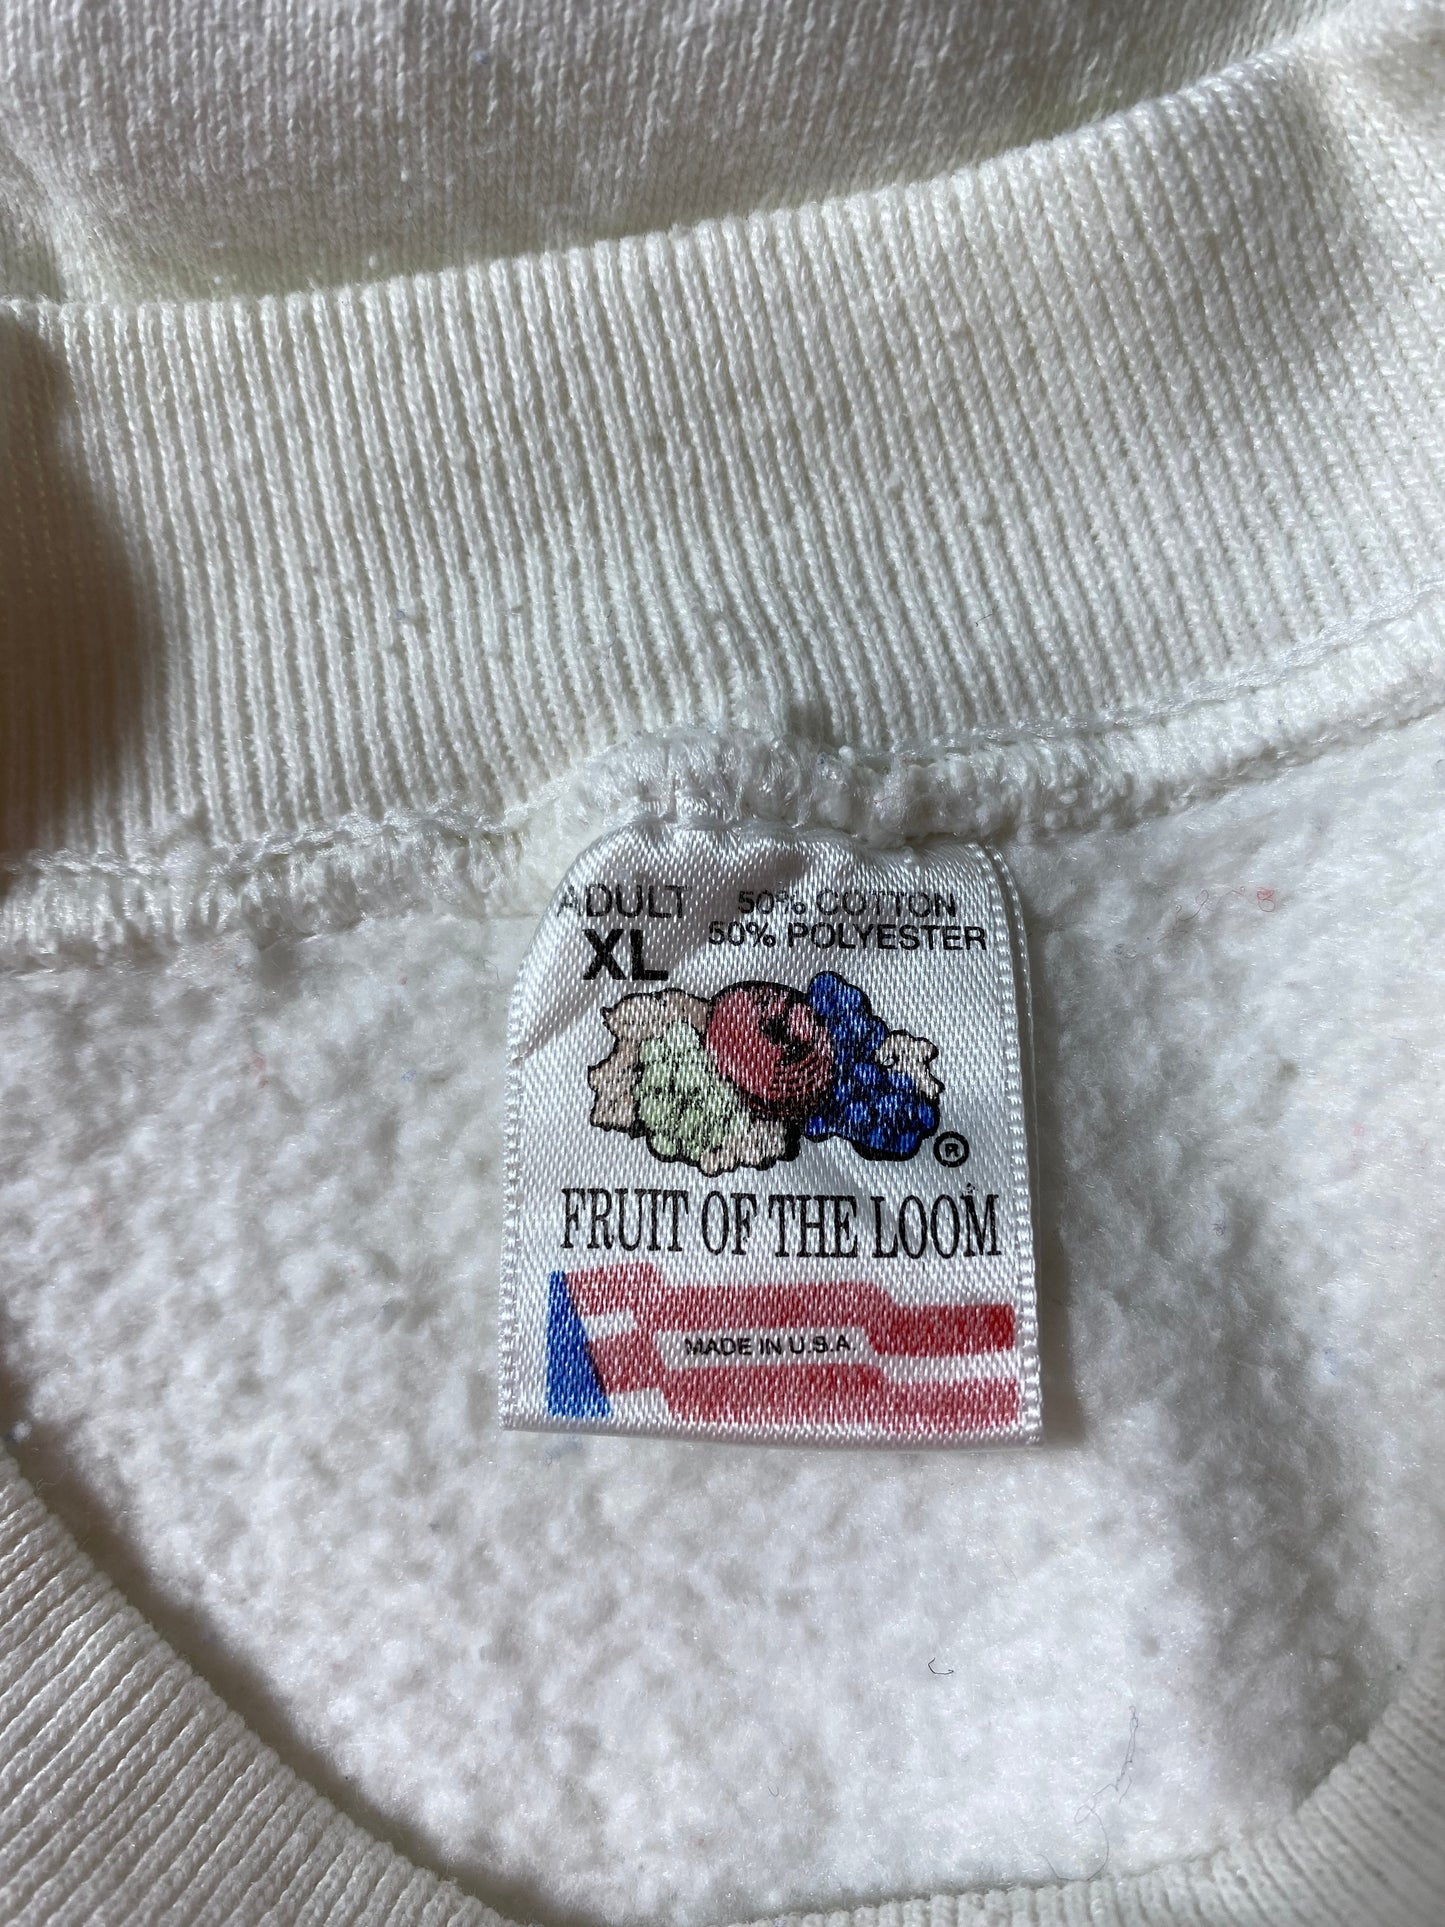 ADULT 50% COTTON
XL 50% POLYESTER
®
FRUIT OF THE LOOM
MADE IN U.S.A.